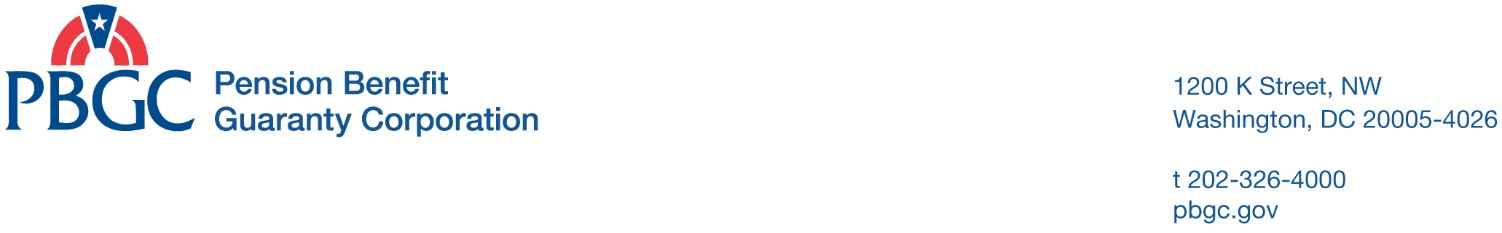 PBGC
Pension Benefit
Guaranty Corporation
1200 K Street, NW
Washington, DC 20005-4026
t 202-326-4000
pbgc.gov